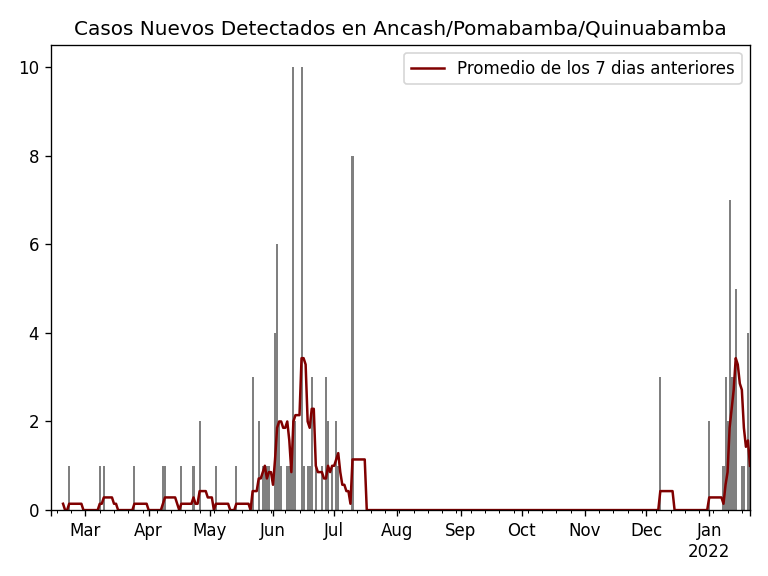 Casos Nuevos Detectados en Ancash/Pomabamba/Quinuabamba
Promedio de los 7 dias anteriores
10
8
6
4
2
0
Mar Apr May Jun Jul Aug Sep Oct Nov Dec Jan
2022